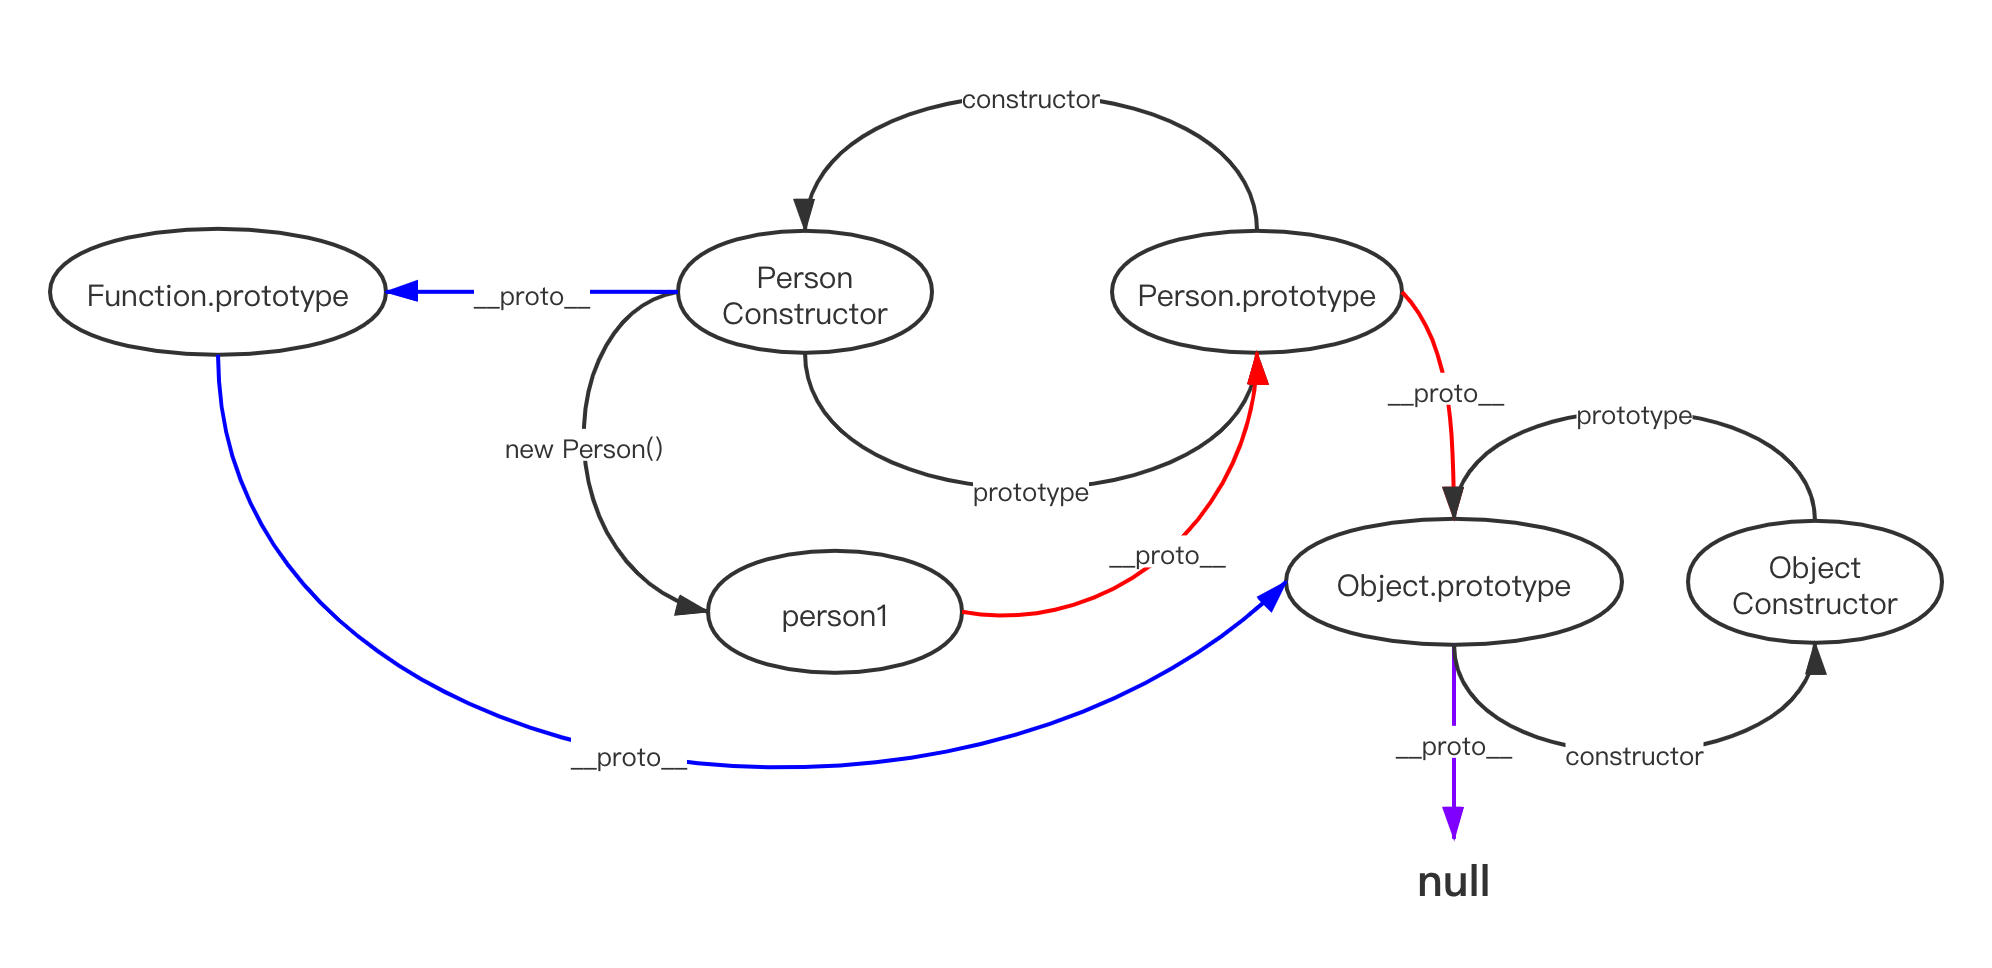 constructor
Function.prototype
__proto__
Person
Constructor
Person.prototype
__proto__
prototype
new Person()
prototype
__proto__
person1
Object.prototype
Object
Constructor
__proto__
__proto__
constructor
null